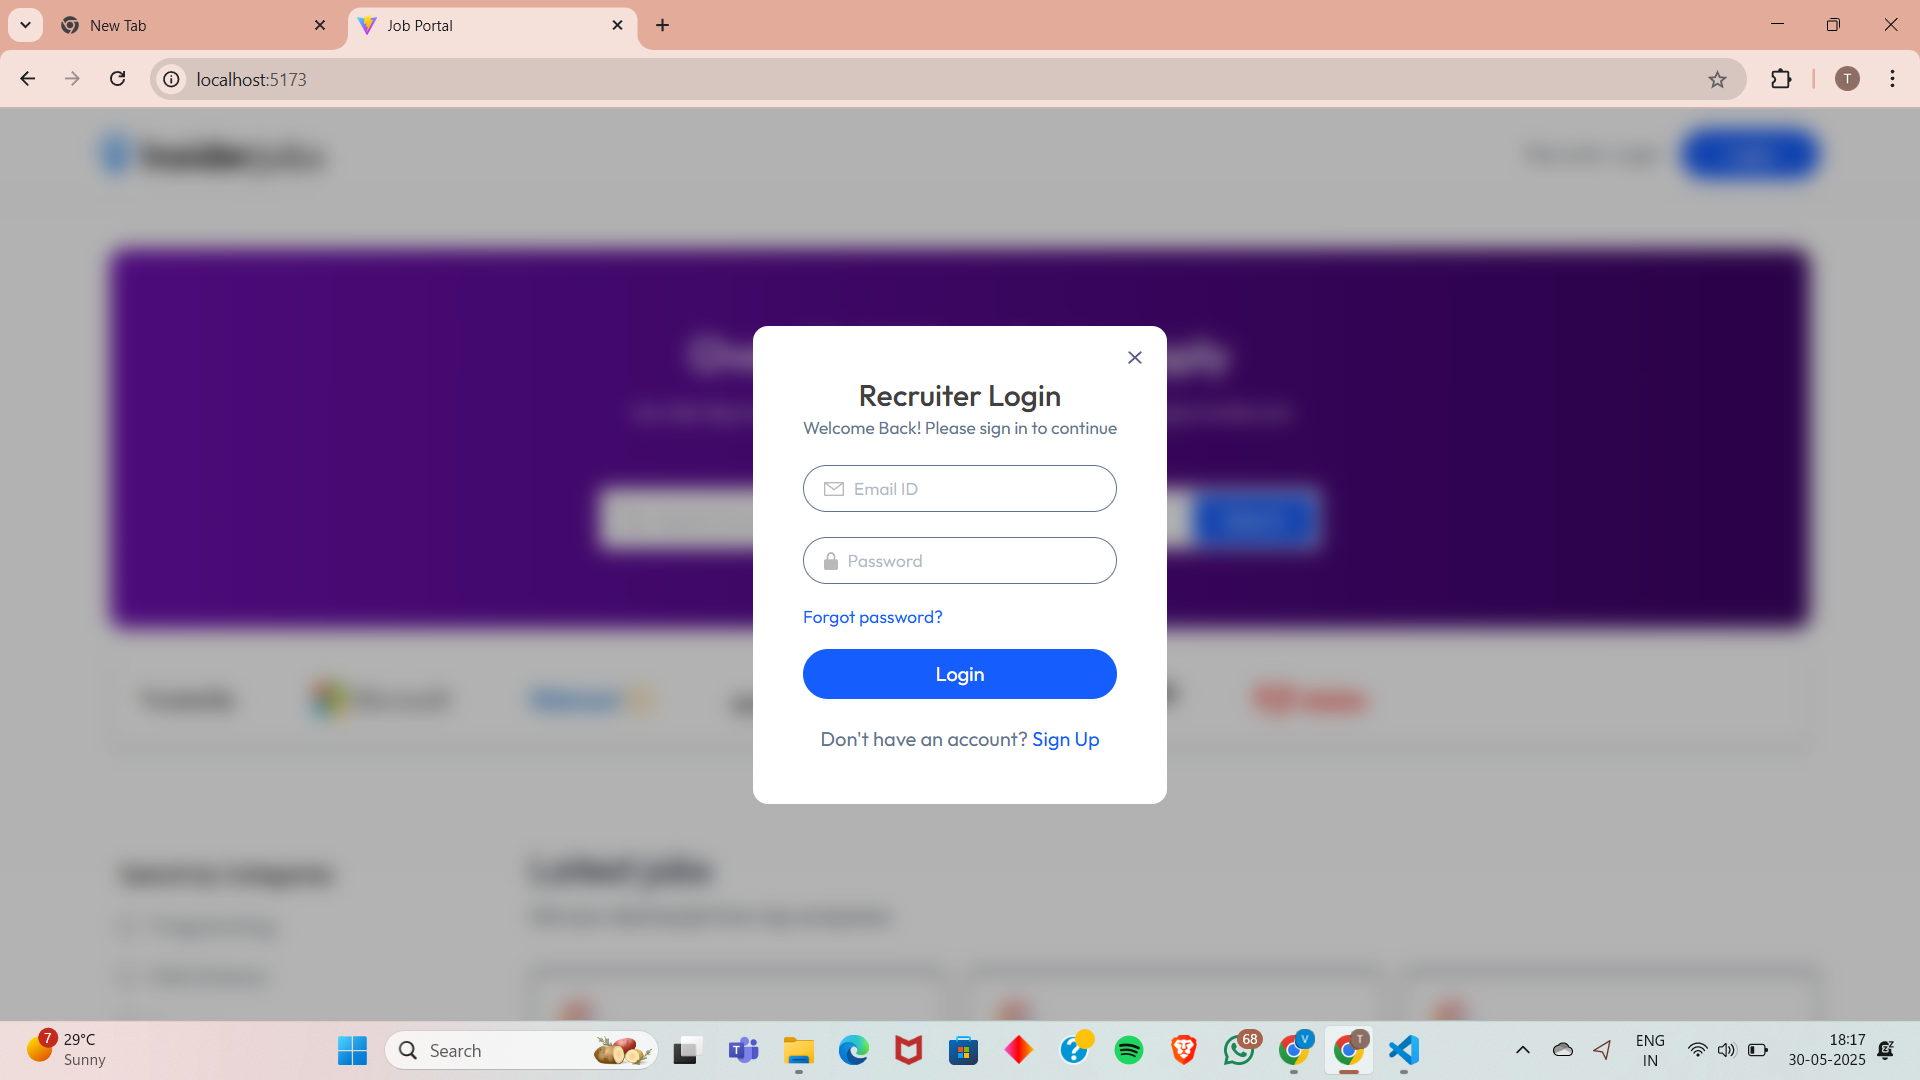 New Tab
Job Portal
localhost:5173
T
Recruiter Login
Welcome Back! Please sign in to continue
Email ID
Password
Forgot password?
Login
Don't have an account? Sign Up
Latest jobs
7
29°C
Sunny
Search
68
V
T
ENG
IN
18:17
30-05-2025